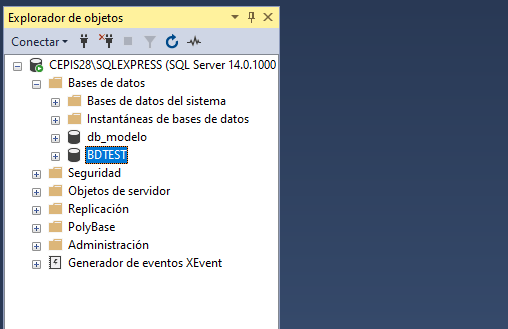 Explorador de objetos
Conectar
CEPIS28\SQLEXPRESS (SQL Server 14.0.1000
Bases de datos
Bases de datos del sistema
Instantáneas de bases de datos
db_modelo
BDTEST
Seguridad
Objetos de servidor
Replicación
PolyBase
Administración
Generador de eventos XEvent